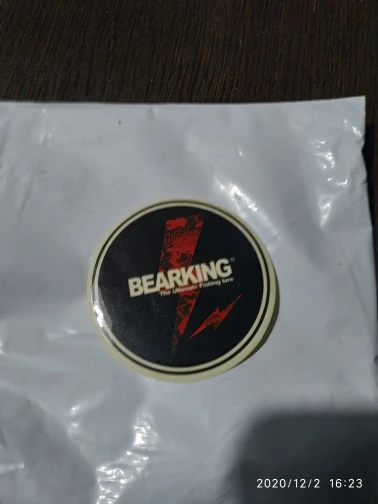 BEARKING®
The Ultimate Fishing lure
2020/12/2 16:23